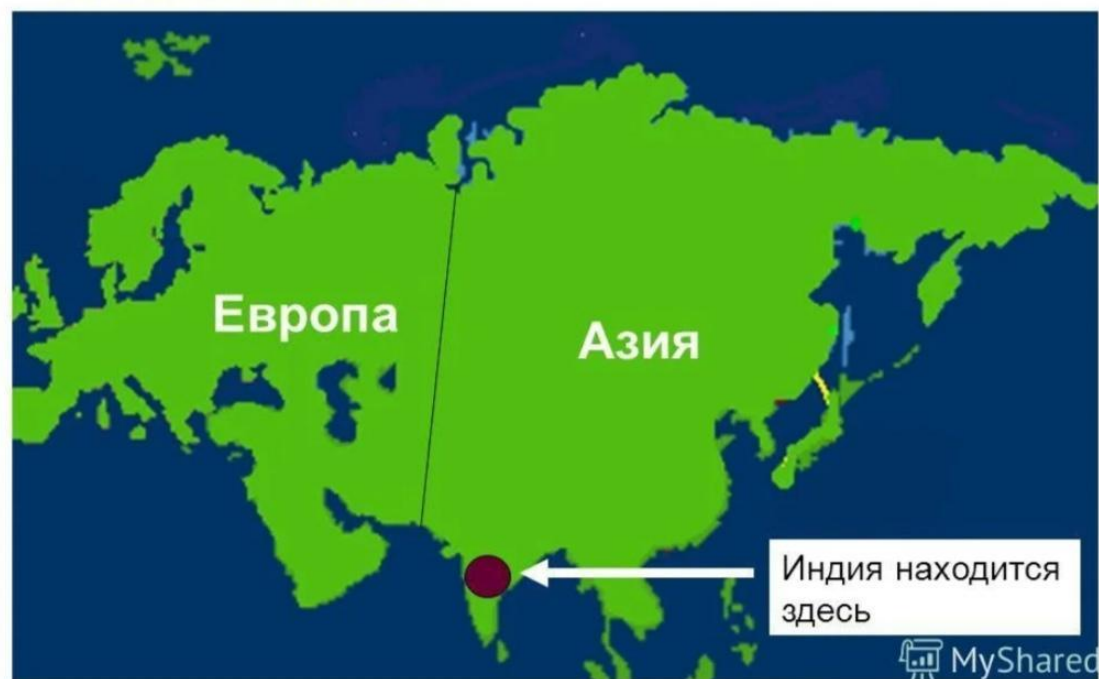 Европа
Азия
Индия находится
здесь
MyShared